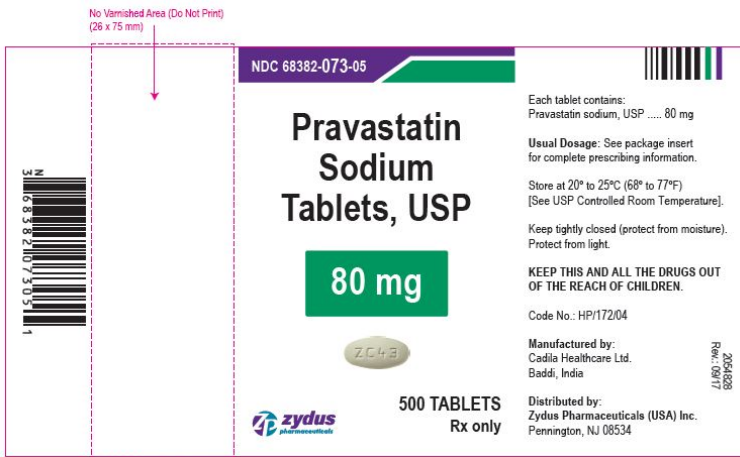 No Varnished Area (Do Not Print)
(26 x 75 mm)
N
3 68382 07305 1
NDC 68382-073-05
Pravastatin
Sodium
Tablets, USP
80 mg
ZC43
zydus
pharmaceuticals
500 TABLETS
Rx only
Each tablet contains:
Pravastatin sodium, USP ..... 80 mg
Usual Dosage: See package insert
for complete prescribing information.
Store at 20º to 25ºC (68º to 77ºF)
[See USP Controlled Room Temperature].
Keep tightly closed (protect from moisture).
Protect from light.
KEEP THIS AND ALL THE DRUGS OUT
OF THE REACH OF CHILDREN.
Code No.: HP/172/04
Manufactured by:
Cadila Healthcare Ltd.
Baddi, India
Distributed by:
Zydus Pharmaceuticals (USA) Inc.
Pennington, NJ 08534
2054828
Rev.: 09/17